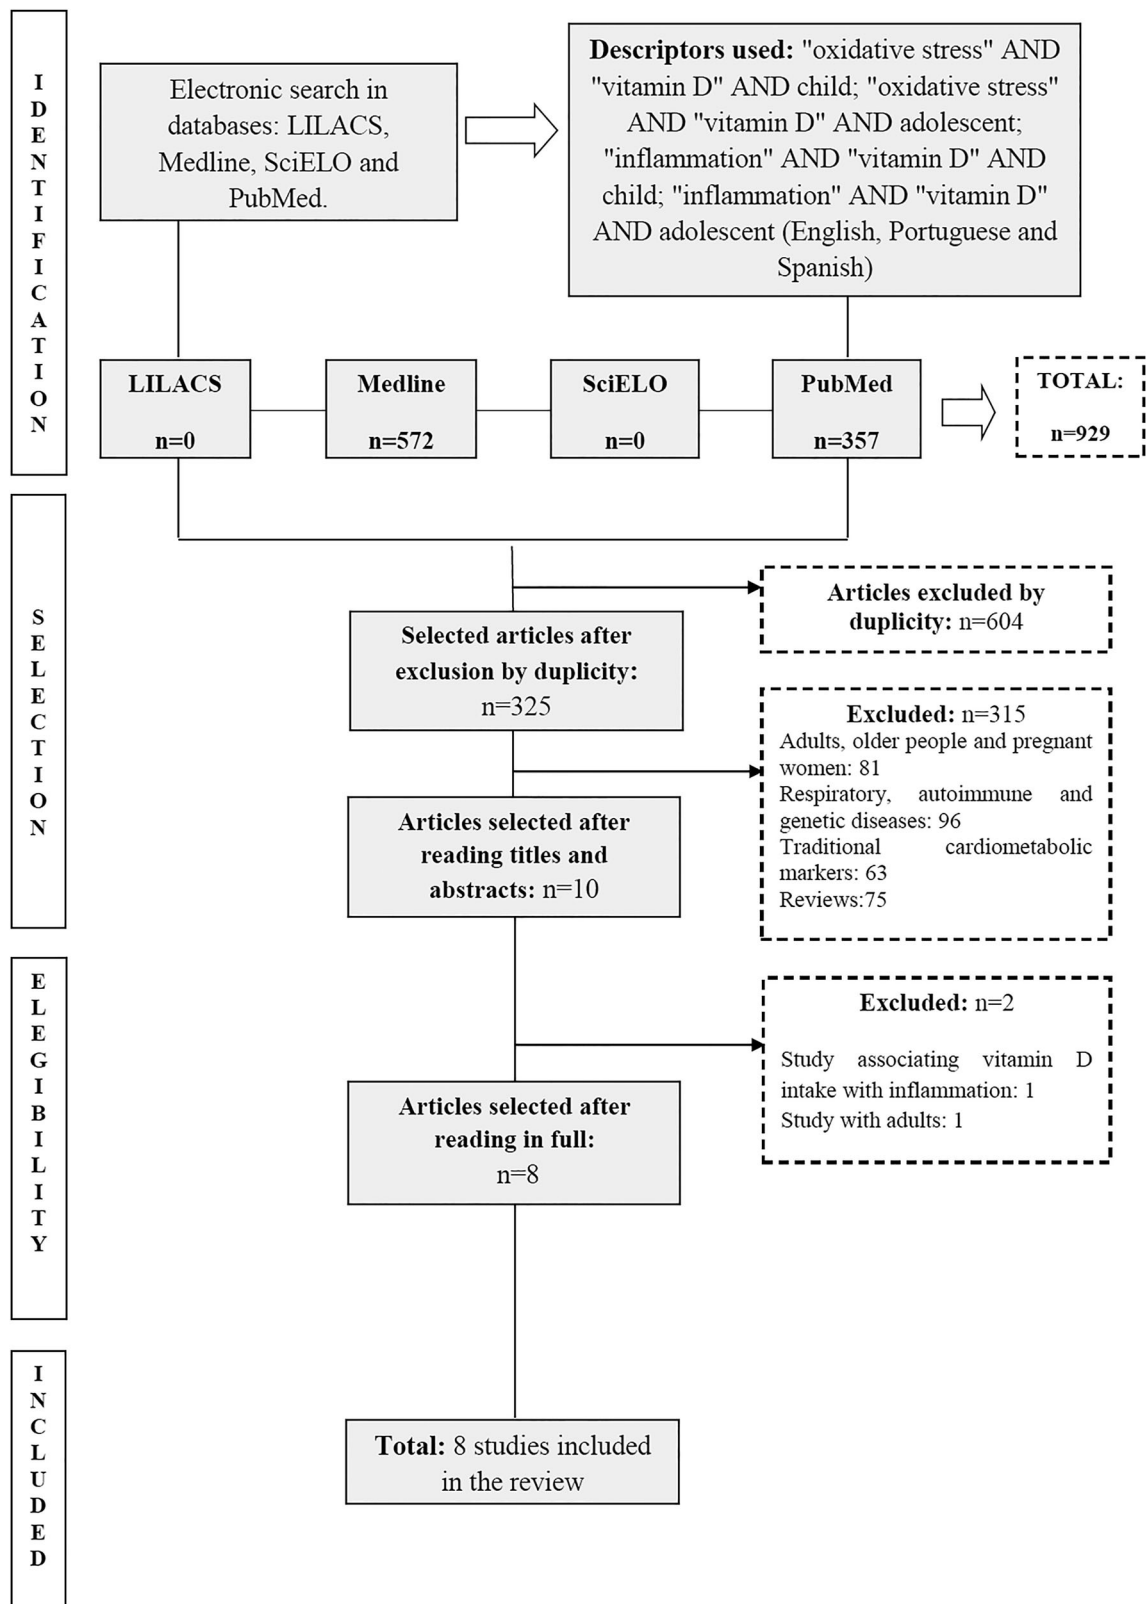 IDENTIFICATION
Electronic search in
databases: LILACS,
Medline, SciELO and
PubMed.
Descriptors used: "oxidative stress" AND
"vitamin D" AND child; "oxidative stress"
AND "vitamin D" AND adolescent;
"inflammation" AND "vitamin D" AND
child; "inflammation" AND "vitamin D"
AND adolescent (English, Portuguese and
Spanish)
LILACS
n=0
Medline
n=572
SciELO
n=0
PubMed
n=357
TOTAL:
n=929
SELECTION
Articles excluded by
duplicity: n=604
Selected articles after
exclusion by duplicity:
n=325
Excluded: n=315
Adults, older people and pregnant
women: 81
Respiratory, autoimmune and
genetic diseases: 96
Traditional cardiometabolic
markers: 63
Reviews:75
Articles selected after
reading titles and
abstracts: n=10
ELEGIBILITY
Excluded: n=2
Study associating vitamin D
intake with inflammation: 1
Study with adults: 1
Articles selected after
reading in full:
n=8
INCLUDED
Total: 8 studies included
in the review